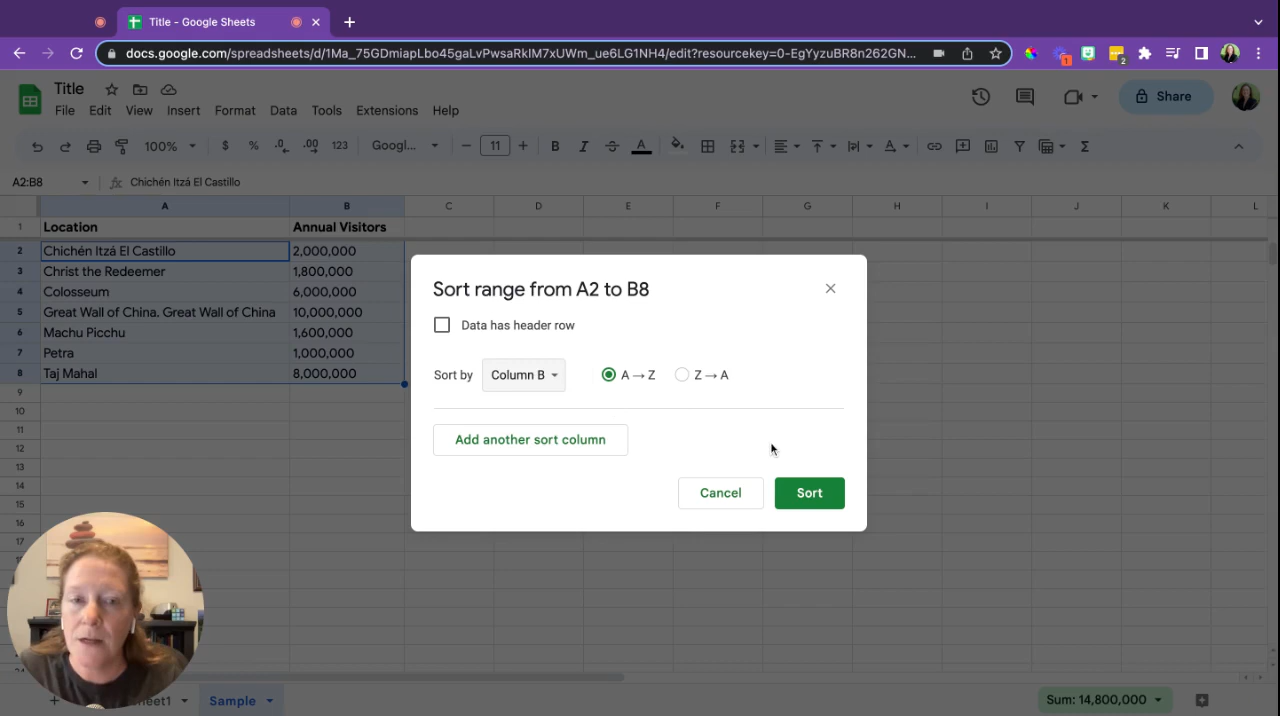 Title - Google Sheets
docs.google.com/spreadsheets/d/1Ma_75GDmiapLbo45gaLvPwsaRkIM7xUWm_ue6LG1NH4/edit?resourcekey=0-EgYyzuBR8n262GN...
1
2
Title
File Edit View Insert Format Data Tools Extensions Help
Share
100% $ % .0 .00 123 Googl... 11 B I A
A2:B8 fx Chichén Itzá El Castillo
A B C D E F G H I J K L
1 Location Annual Visitors
2 Chichén Itzá El Castillo 2,000,000
3 Christ the Redeemer 1,800,000
4 Colosseum 6,000,000
5 Great Wall of China. Great Wall of China 10,000,000
6 Machu Picchu 1,600,000
7 Petra 1,000,000
8 Taj Mahal 8,000,000
9
10
11
12
13
14
15
16
17
Sort range from A2 to B8
Data has header row
Sort by Column B A → Z Z → A
Add another sort column
Cancel Sort
Sample Sum: 14,800,000